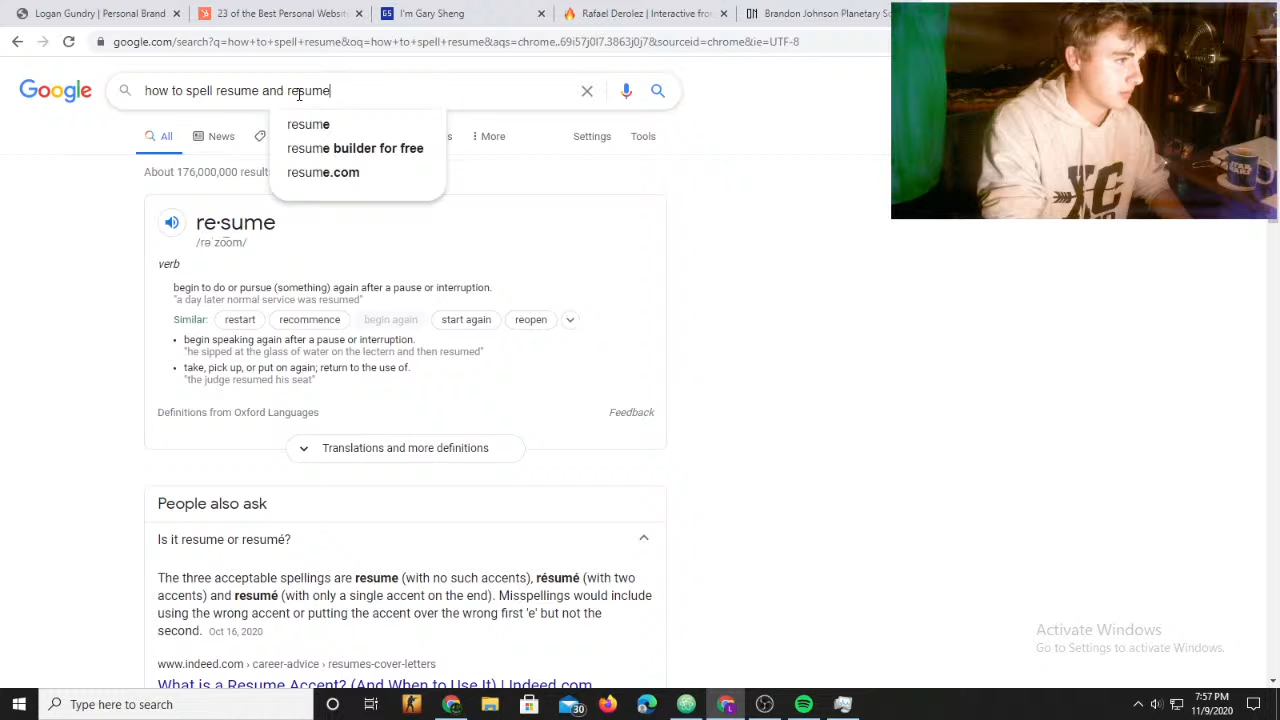 Logan Gundry | Personal Brand
23 of the Best Personal Website
GS I'm Gary Sheng
Rafael Derolez | Interactive from
Brandon Johnson Planetary Sc
google.com/search?q=how+to+spell+resume&oq=how+to+spell+resume&aqs=chrome..69i57j0l7.3863j0j7&sourceid=chrome&ie=UTF-8
Google
how to spell resume and resume
resume
resume builder for free
resume.com
All
News
More
Settings
Tools
About 176,000,000 result
re·sume
/rəˈzo͞om/
verb
begin to do or pursue (something) again after a pause or interruption.
"a day later normal service was resumed"
Similar: restart recommence begin again start again reopen
• begin speaking again after a pause or interruption.
"he sipped at the glass of water on the lectern and then resumed"
• take, pick up, or put on again; return to the use of.
"the judge resumed his seat"
Definitions from Oxford Languages
Feedback
Translations and more definitions
People also ask
Is it resume or resumé?
The three acceptable spellings are resume (with no such accents), résumé (with two
accents) and resumé (with only a single accent on the end). Misspellings would include
using the wrong accent or putting the accent over the wrong first 'e' but not the
second. Oct 16, 2020
www.indeed.com › career-advice › resumes-cover-letters
What is a Resume Accent? (And When to Use It) | Indeed.com
XC
STAR
WARS
Activate Windows
Go to Settings to activate Windows.
Type here to search
30
7:57 PM
11/9/2020